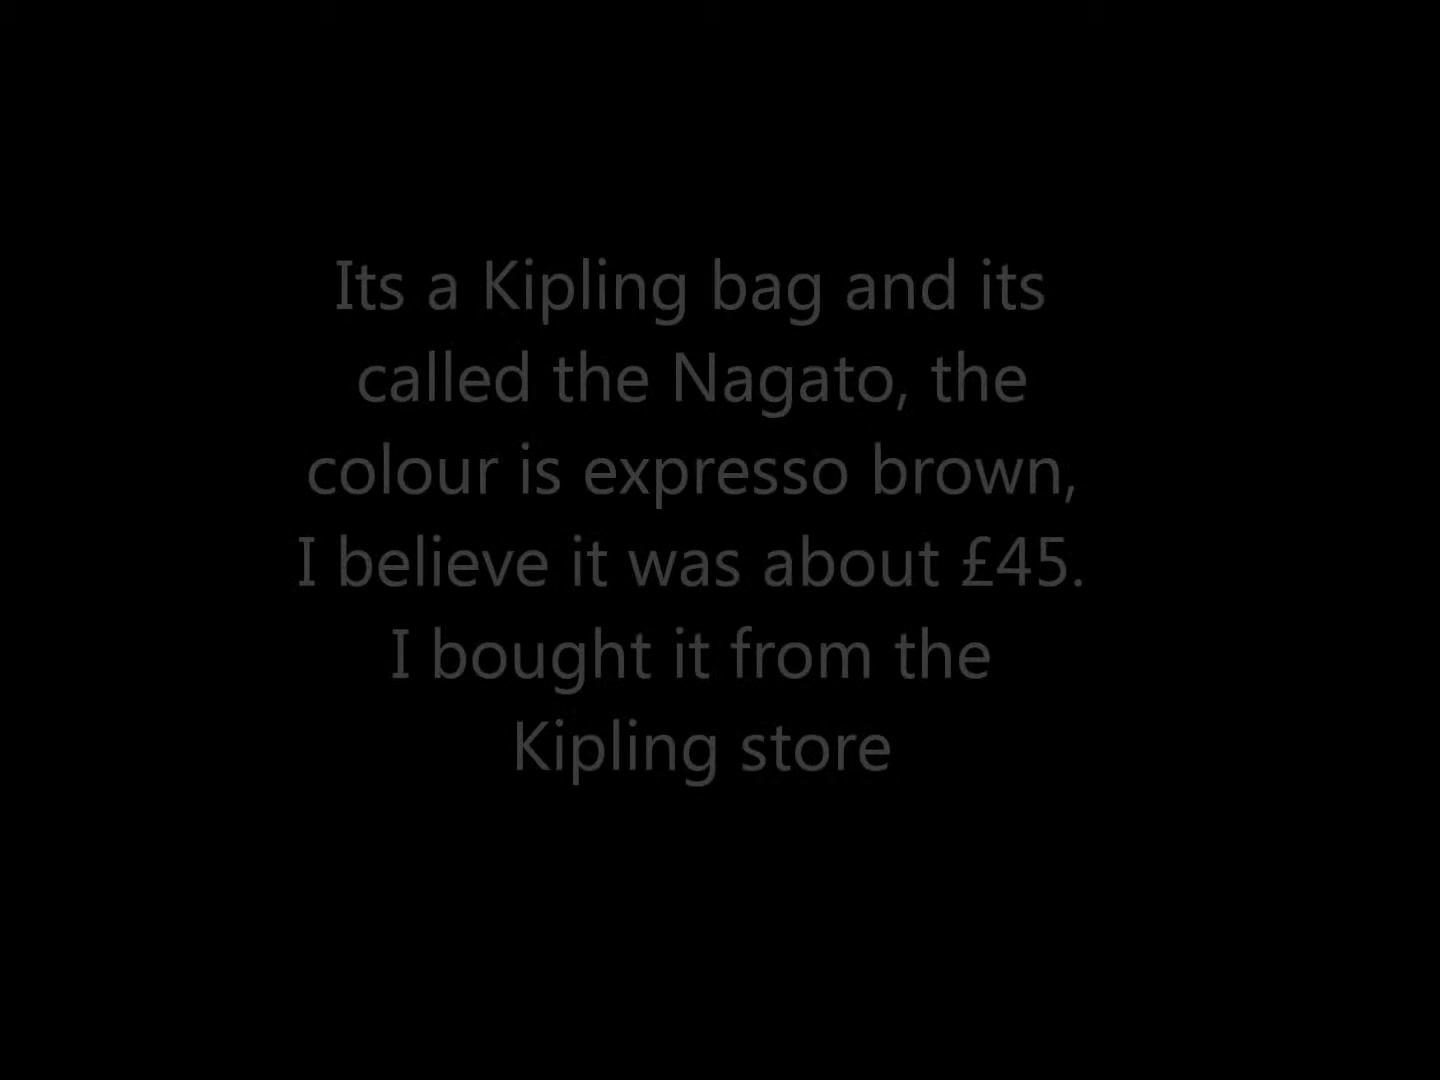 Its a Kipling bag and its
called the Nagato, the
colour is expresso brown,
I believe it was about £45.
I bought it from the
Kipling store